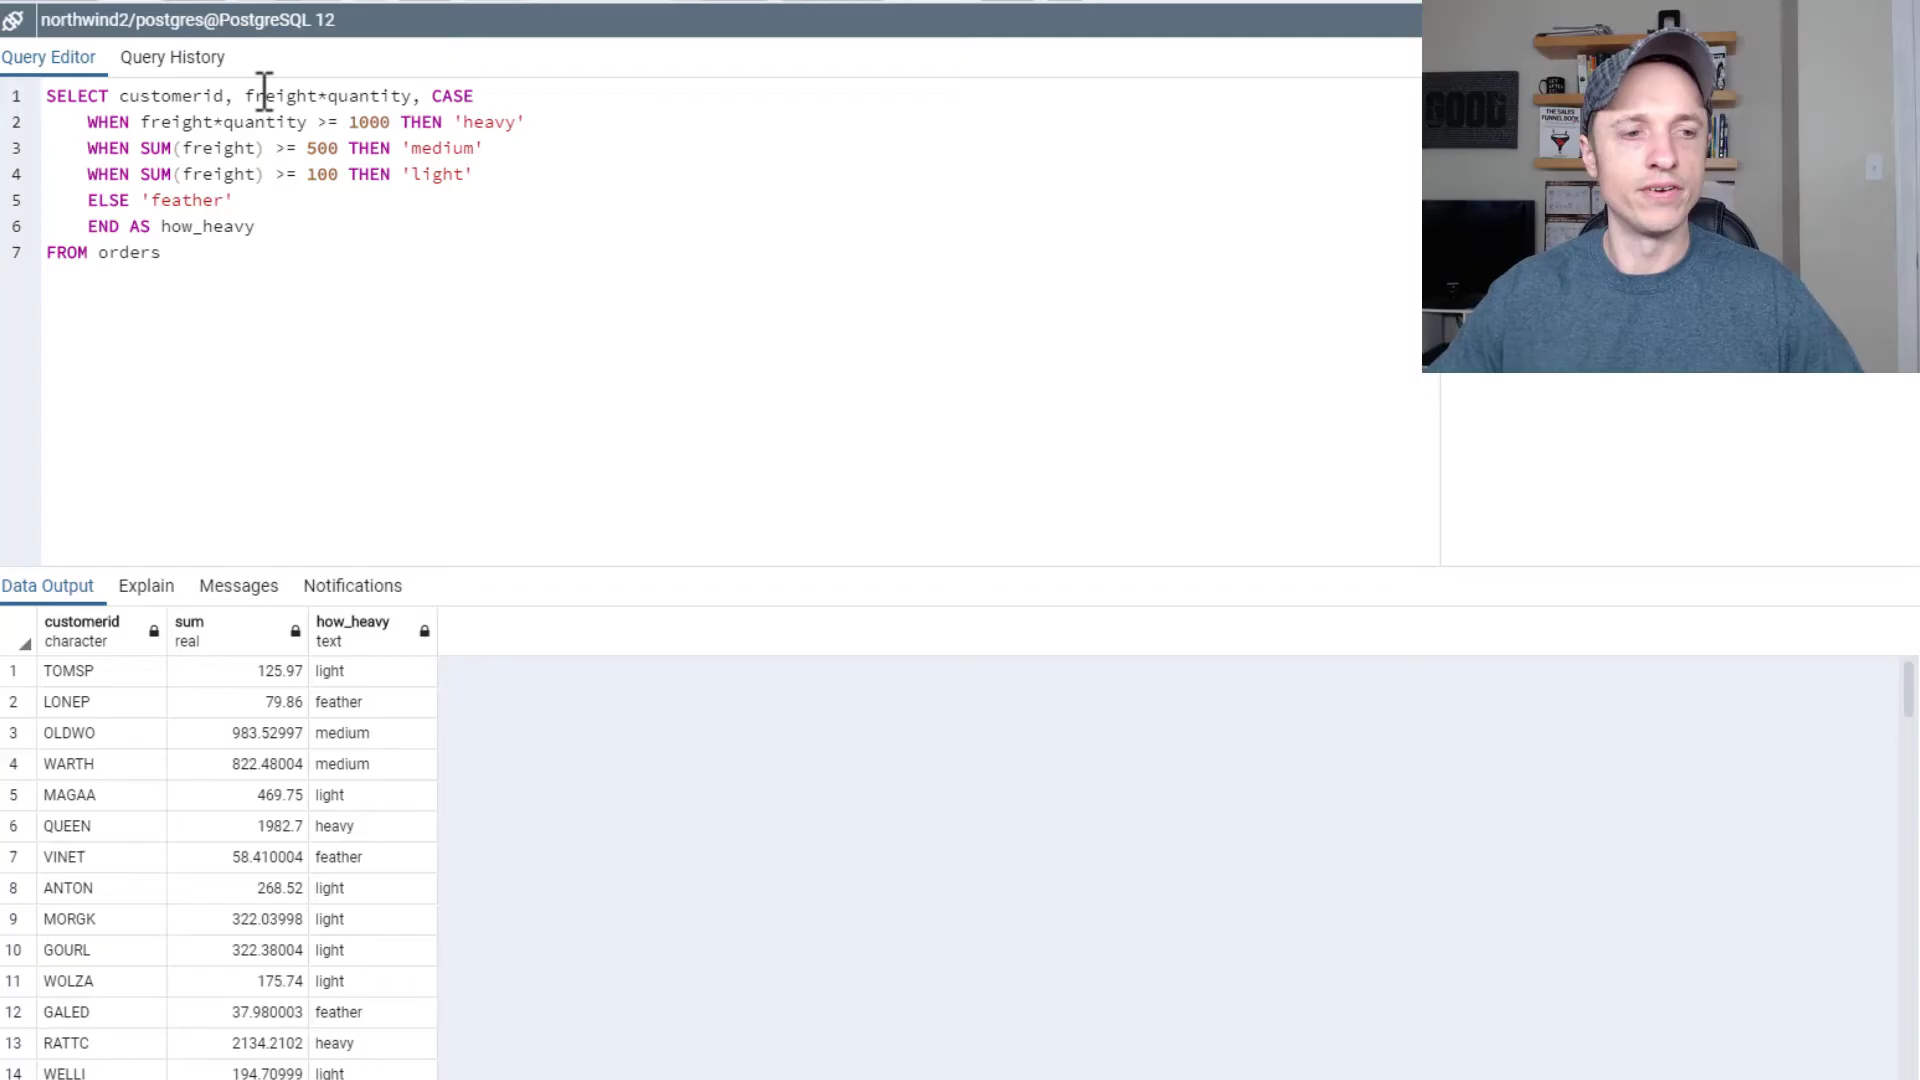 northwind2/postgres@PostgreSQL 12
Query Editor Query History
1 SELECT customerid, freight*quantity, CASE
2 WHEN freight*quantity >= 1000 THEN 'heavy'
3 WHEN SUM(freight) >= 500 THEN 'medium'
4 WHEN SUM(freight) >= 100 THEN 'light'
5 ELSE 'feather'
6 END AS how_heavy
7 FROM orders
GOOD
THE SALES FUNNEL BOOK
Data Output Explain Messages Notifications
customerid sum how_heavy
character real text
1 TOMSP 125.97 light
2 LONEP 79.86 feather
3 OLDWO 983.52997 medium
4 WARTH 822.48004 medium
5 MAGAA 469.75 light
6 QUEEN 1982.7 heavy
7 VINET 58.410004 feather
8 ANTON 268.52 light
9 MORGK 322.03998 light
10 GOURL 322.38004 light
11 WOLZA 175.74 light
12 GALED 37.980003 feather
13 RATTC 2134.2102 heavy
14 WELLI 194.70999 light